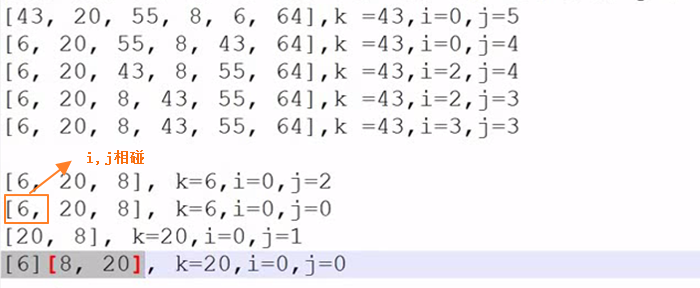 [43, 20, 55, 8, 6, 64],k =43,i=0,j=5
[6, 20, 55, 8, 43, 64],k =43,i=0,j=4
[6, 20, 43, 8, 55, 64],k =43,i=2,j=4
[6, 20, 8, 43, 55, 64],k =43,i=2,j=3
[6, 20, 8, 43, 55, 64],k =43,i=3,j=3
i,j相碰
[6, 20, 8], k=6,i=0,j=2
[6, 20, 8], k=6,i=0,j=0
[20, 8], k=20,i=0,j=1
[6][8, 20], k=20,i=0,j=0